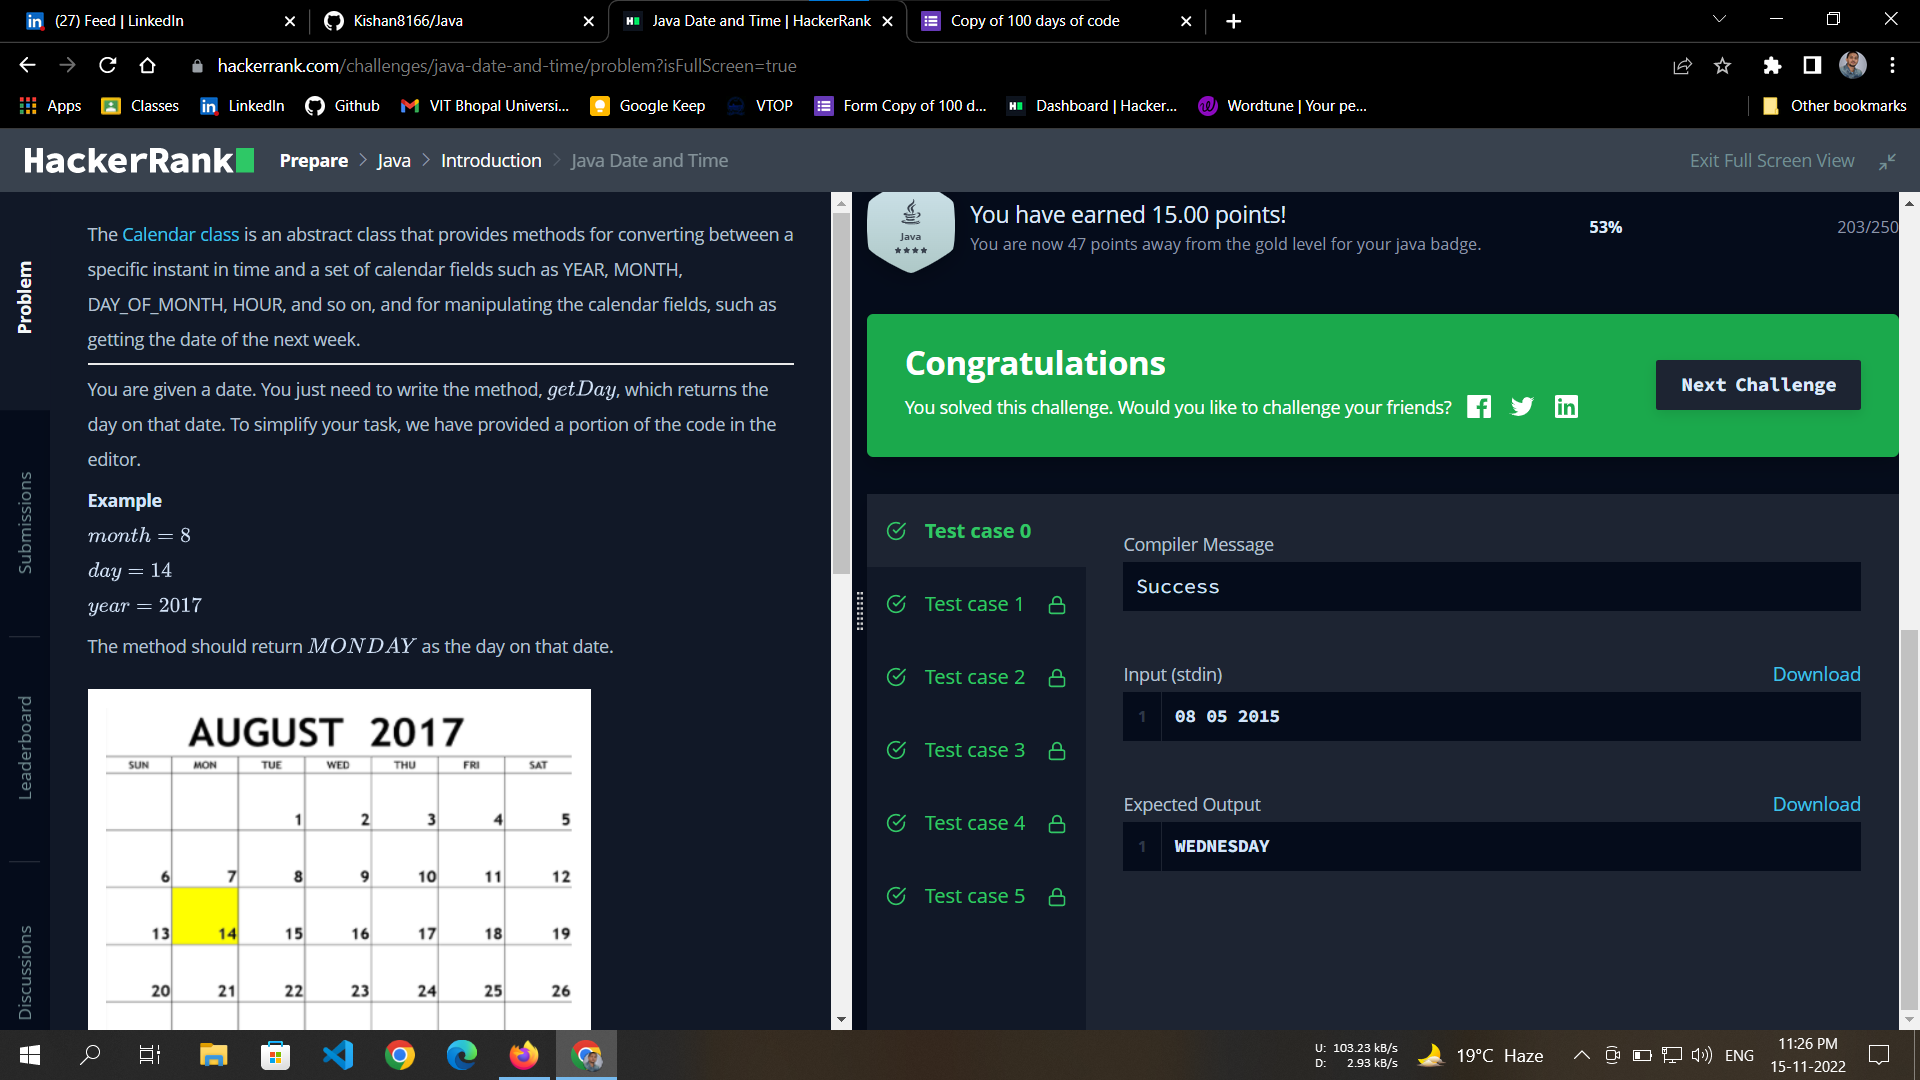 (27) Feed | LinkedIn
Kishan8166/Java
Java Date and Time | HackerRank
Copy of 100 days of code
hackerrank.com/challenges/java-date-and-time/problem?isFullScreen=true
Apps
Classes
LinkedIn
Github
VIT Bhopal Universi...
Google Keep
VTOP
Form Copy of 100 d...
Dashboard | Hacker...
Wordtune | Your pe...
Other bookmarks
HackerRank
Prepare
Java
Introduction
Java Date and Time
Exit Full Screen View
Problem
Submissions
Leaderboard
Discussions
The Calendar class is an abstract class that provides methods for converting between a
specific instant in time and a set of calendar fields such as YEAR, MONTH,
DAY_OF_MONTH, HOUR, and so on, and for manipulating the calendar fields, such as
getting the date of the next week.
You are given a date. You just need to write the method, getDay, which returns the
day on that date. To simplify your task, we have provided a portion of the code in the
editor.
Example
month = 8
day = 14
year = 2017
The method should return MONDAY as the day on that date.
AUGUST 2017
SUN MON TUE WED THU FRI SAT
1 2 3 4 5
6 7 8 9 10 11 12
13 14 15 16 17 18 19
20 21 22 23 24 25 26
Java
You have earned 15.00 points!
You are now 47 points away from the gold level for your java badge.
53%
203/250
Congratulations
You solved this challenge. Would you like to challenge your friends?
Next Challenge
Test case 0
Test case 1
Test case 2
Test case 3
Test case 4
Test case 5
Compiler Message
Success
Input (stdin)
Download
1 08 05 2015
Expected Output
Download
1 WEDNESDAY
U: 103.23 kB/s
D: 2.93 kB/s
19°C Haze
ENG
11:26 PM
15-11-2022